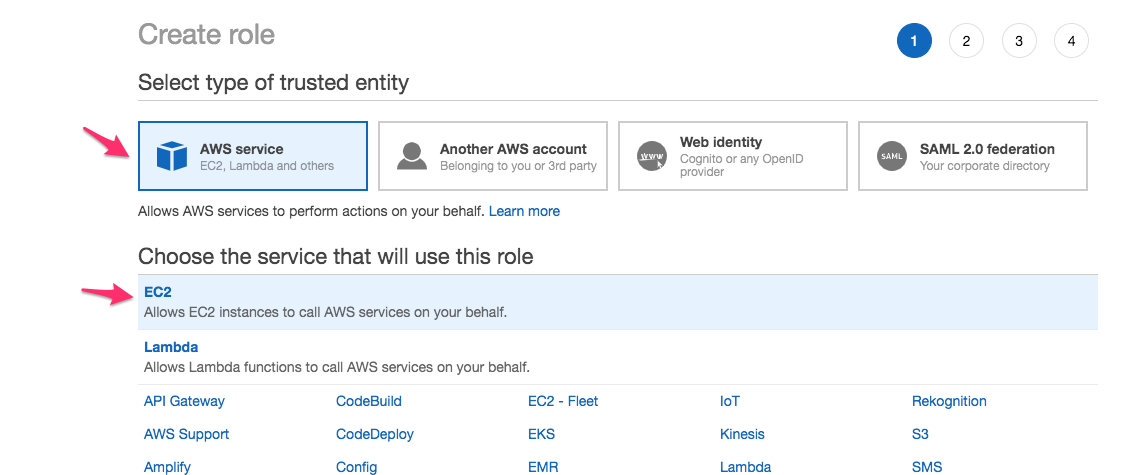 Create role
1 2 3 4
Select type of trusted entity
AWS service
EC2, Lambda and others
Another AWS account
Belonging to you or 3rd party
www
Web identity
Cognito or any OpenID
provider
SAML
SAML 2.0 federation
Your corporate directory
Allows AWS services to perform actions on your behalf. Learn more
Choose the service that will use this role
EC2
Allows EC2 instances to call AWS services on your behalf.
Lambda
Allows Lambda functions to call AWS services on your behalf.
API Gateway CodeBuild EC2 - Fleet IoT Rekognition
AWS Support CodeDeploy EKS Kinesis S3
Amplify Config EMR Lambda SMS